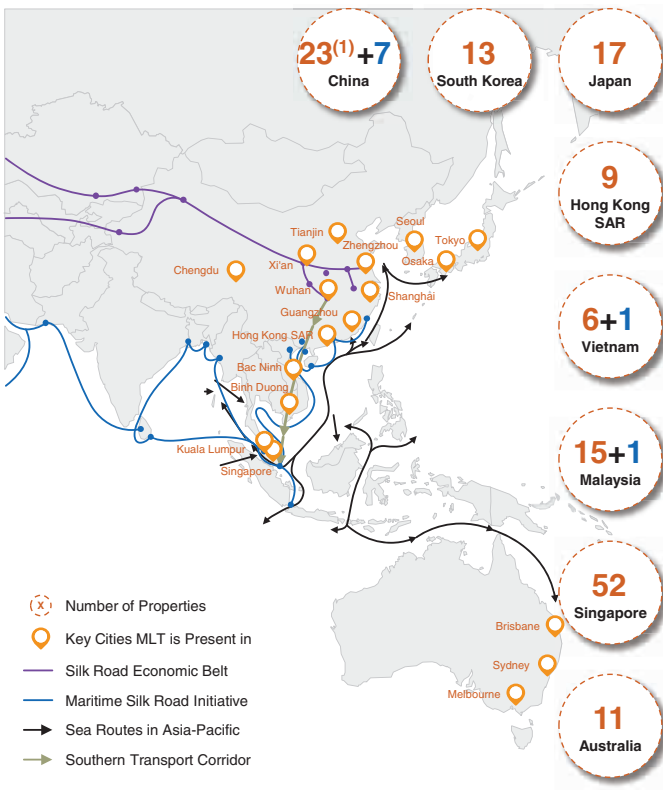 23(1)+7
China
13
South Korea
17
Japan
9
Hong Kong
SAR
6+1
Vietnam
15+1
Malaysia
52
Singapore
11
Australia
Tianjin
Seoul
Tokyo
Zhengzhou
Osaka
Xi'an
Chengdu
Wuhan
Shanghai
Guangzhou
Hong Kong SAR
Bac Ninh
Binh Duong
Kuala Lumpur
Singapore
Brisbane
Sydney
Melbourne
x
Number of Properties
Key Cities MLT is Present in
Silk Road Economic Belt
Maritime Silk Road Initiative
Sea Routes in Asia-Pacific
Southern Transport Corridor